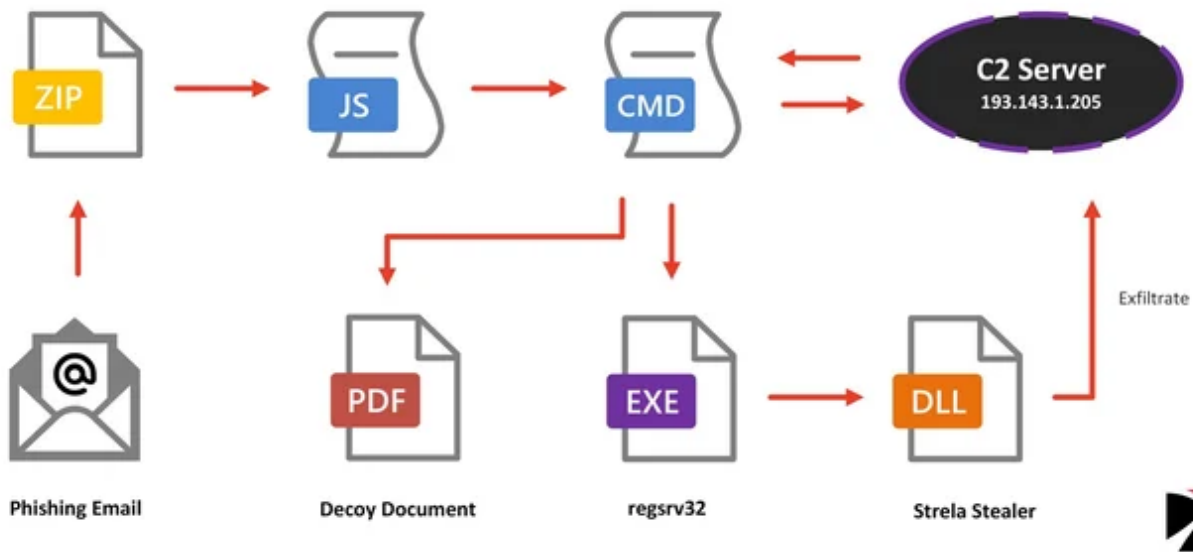 ZIP
JS
CMD
C2 Server
193.143.1.205
Exfiltrate
@
PDF
EXE
DLL
Phishing Email
Decoy Document
regsrv32
Strela Stealer